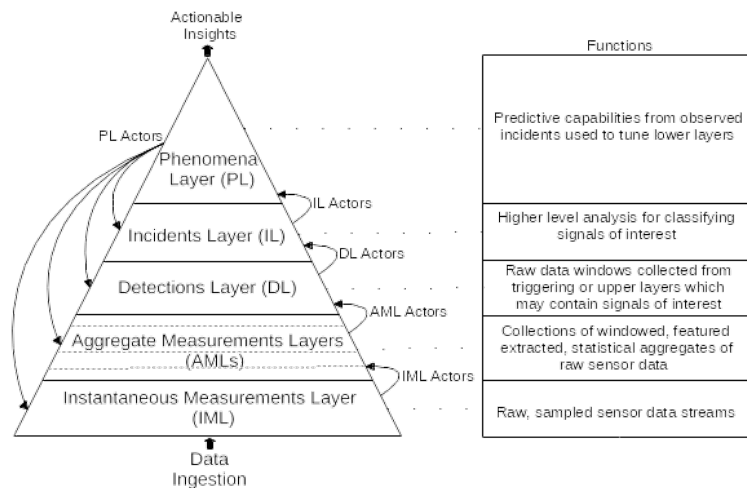 Actionable
Insights
Functions
PL Actors
Phenomena
Layer (PL)
Predictive capabilities from observed
incidents used to tune lower layers
IL Actors
Incidents Layer (IL)
Higher level analysis for classifying
signals of interest
DL Actors
Detections Layer (DL)
Raw data windows collected from
triggering or upper layers which
may contain signals of interest
AML Actors
Aggregate Measurements Layers
(AMLs)
Collections of windowed, featured
extracted, statistical aggregates of
raw sensor data
IML Actors
Instantaneous Measurements Layer
(IML)
Raw, sampled sensor data streams
Data
Ingestion